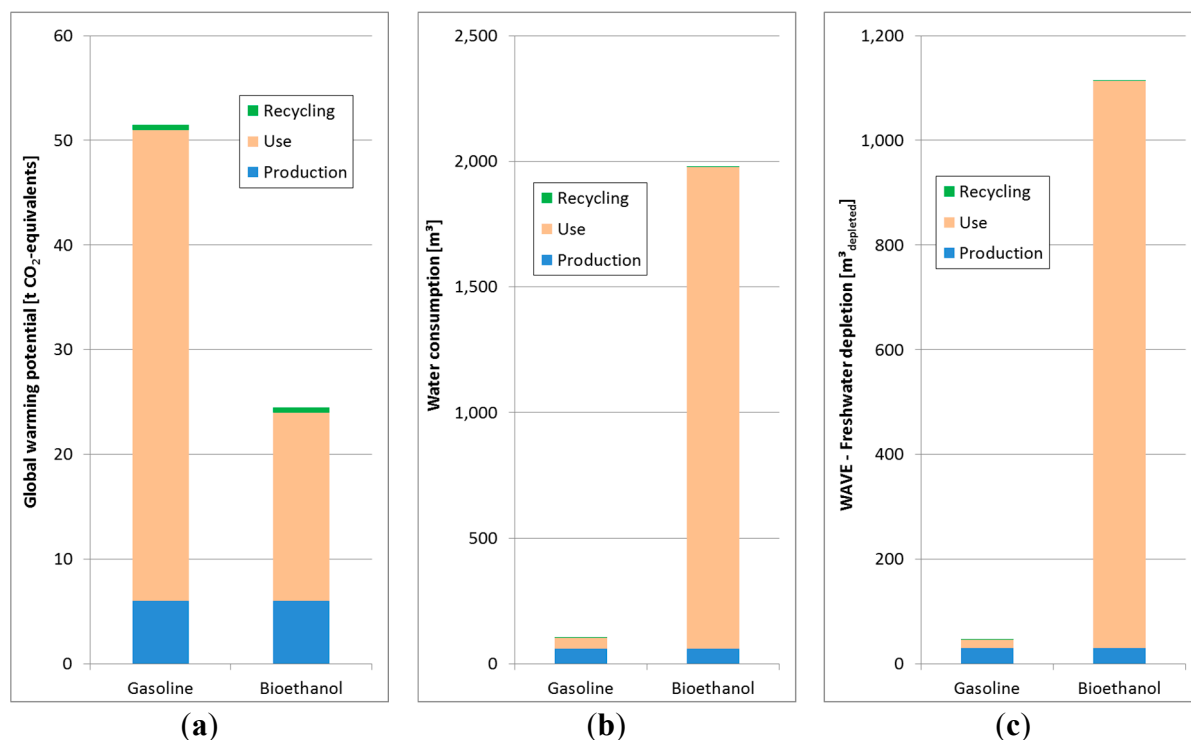 Global warming potential [t CO₂-equivalents]
60
50
40
30
20
10
0
Recycling
Use
Production
Gasoline Bioethanol
(a)
Water consumption [m³]
2,500
2,000
1,500
1,000
500
0
Recycling
Use
Production
Gasoline Bioethanol
(b)
WAVE - Freshwater depletion [m³depleted]
1,200
1,000
800
600
400
200
0
Recycling
Use
Production
Gasoline Bioethanol
(c)